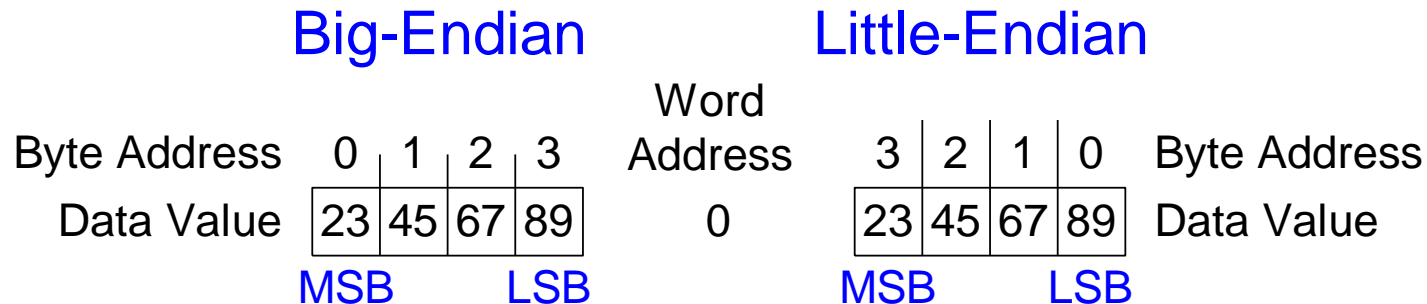 Big-Endian Little-Endian
Word
Address
Byte Address 0 1 2 3 3 2 1 0 Byte Address
Data Value 23 45 67 89 0 23 45 67 89 Data Value
MSB LSB MSB LSB